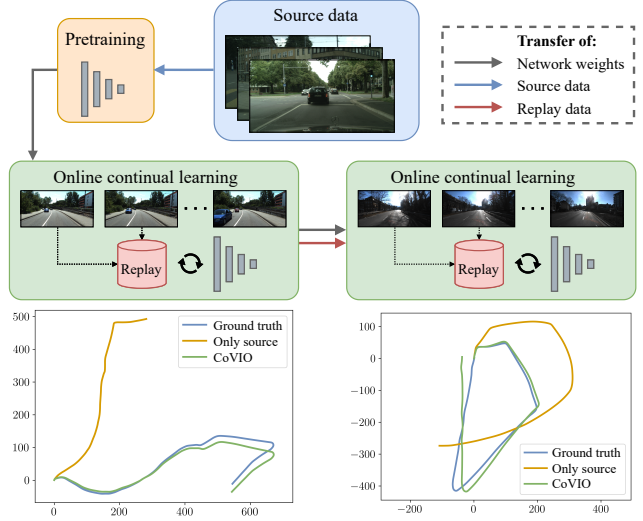 Source data
Pretraining
Transfer of:
Network weights
Source data
Replay data
Online continual learning
Replay
Online continual learning
Replay
500
400
300
200
100
0
0
200
400
600
Ground truth
Only source
CoVIO
100
0
−100
−200
−300
−400
−200
0
200
400
Ground truth
Only source
CoVIO